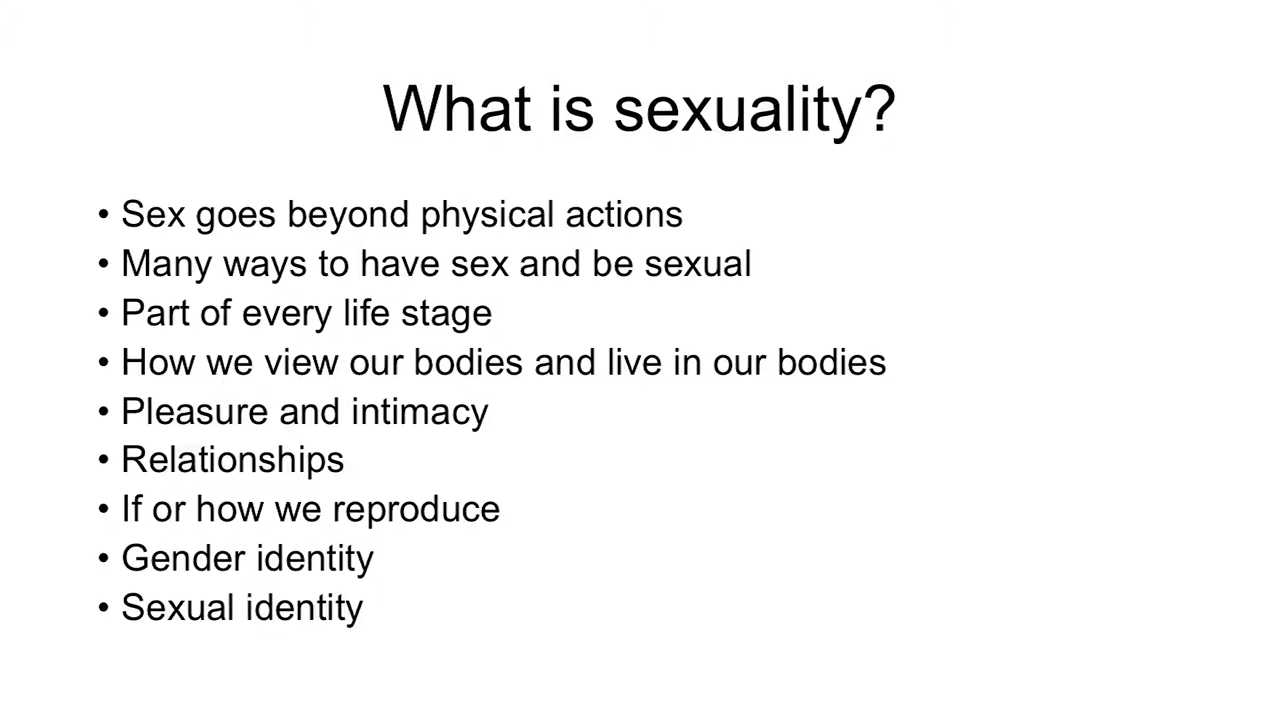 What is sexuality?
• Sex goes beyond physical actions
• Many ways to have sex and be sexual
• Part of every life stage
• How we view our bodies and live in our bodies
• Pleasure and intimacy
• Relationships
• If or how we reproduce
• Gender identity
• Sexual identity